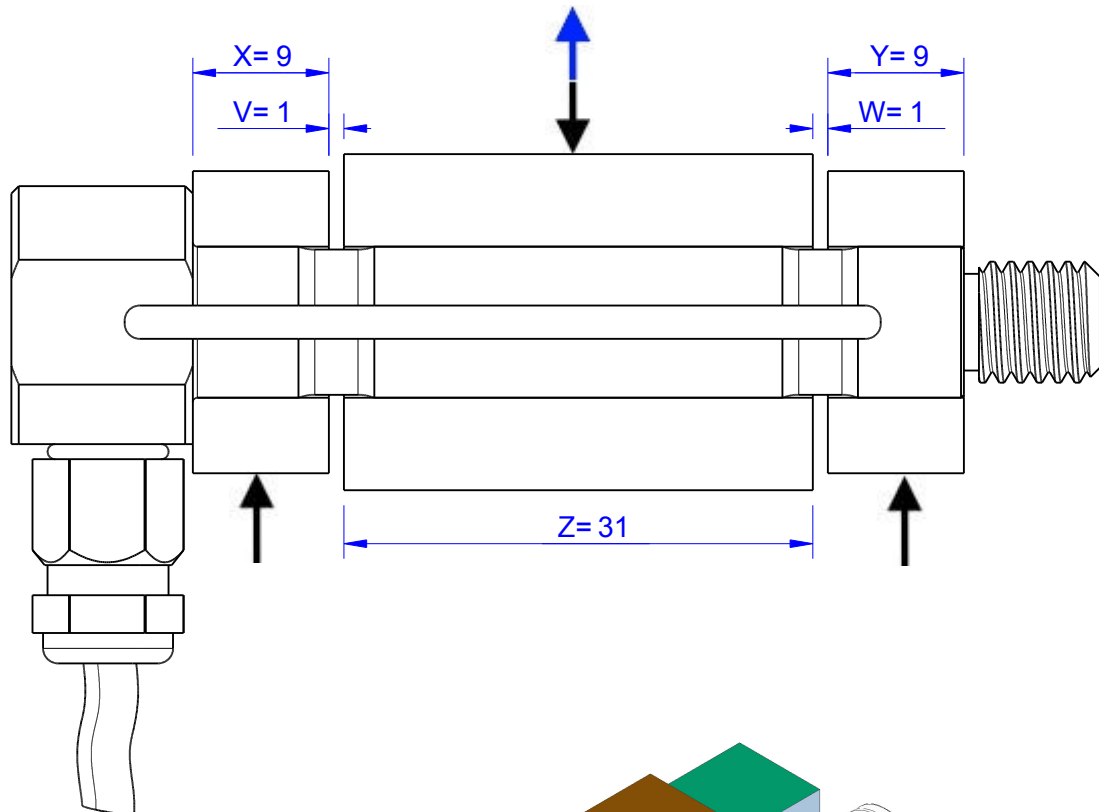 X= 9
Y= 9
V= 1
W= 1
Z= 31